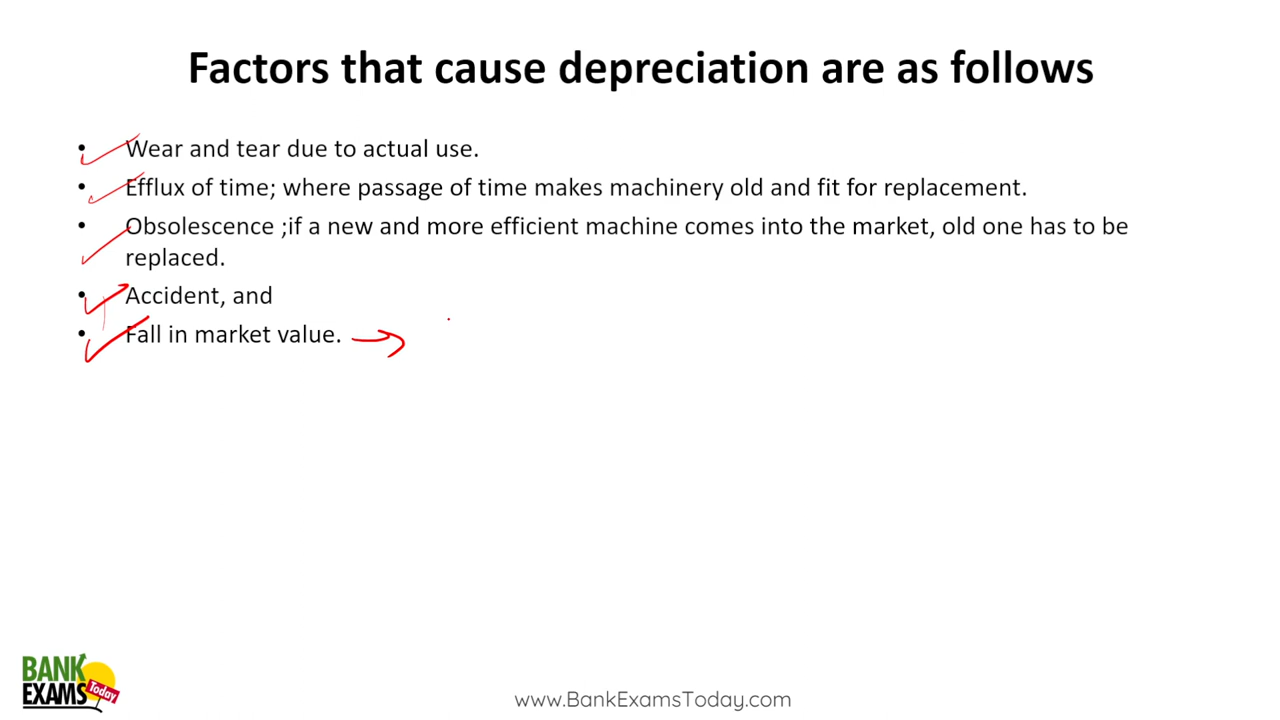 Factors that cause depreciation are as follows
• Wear and tear due to actual use.
• Efflux of time; where passage of time makes machinery old and fit for replacement.
• Obsolescence ;if a new and more efficient machine comes into the market, old one has to be
replaced.
• Accident, and
• Fall in market value.
BANK
EXAMS
Today
www.BankExamsToday.com